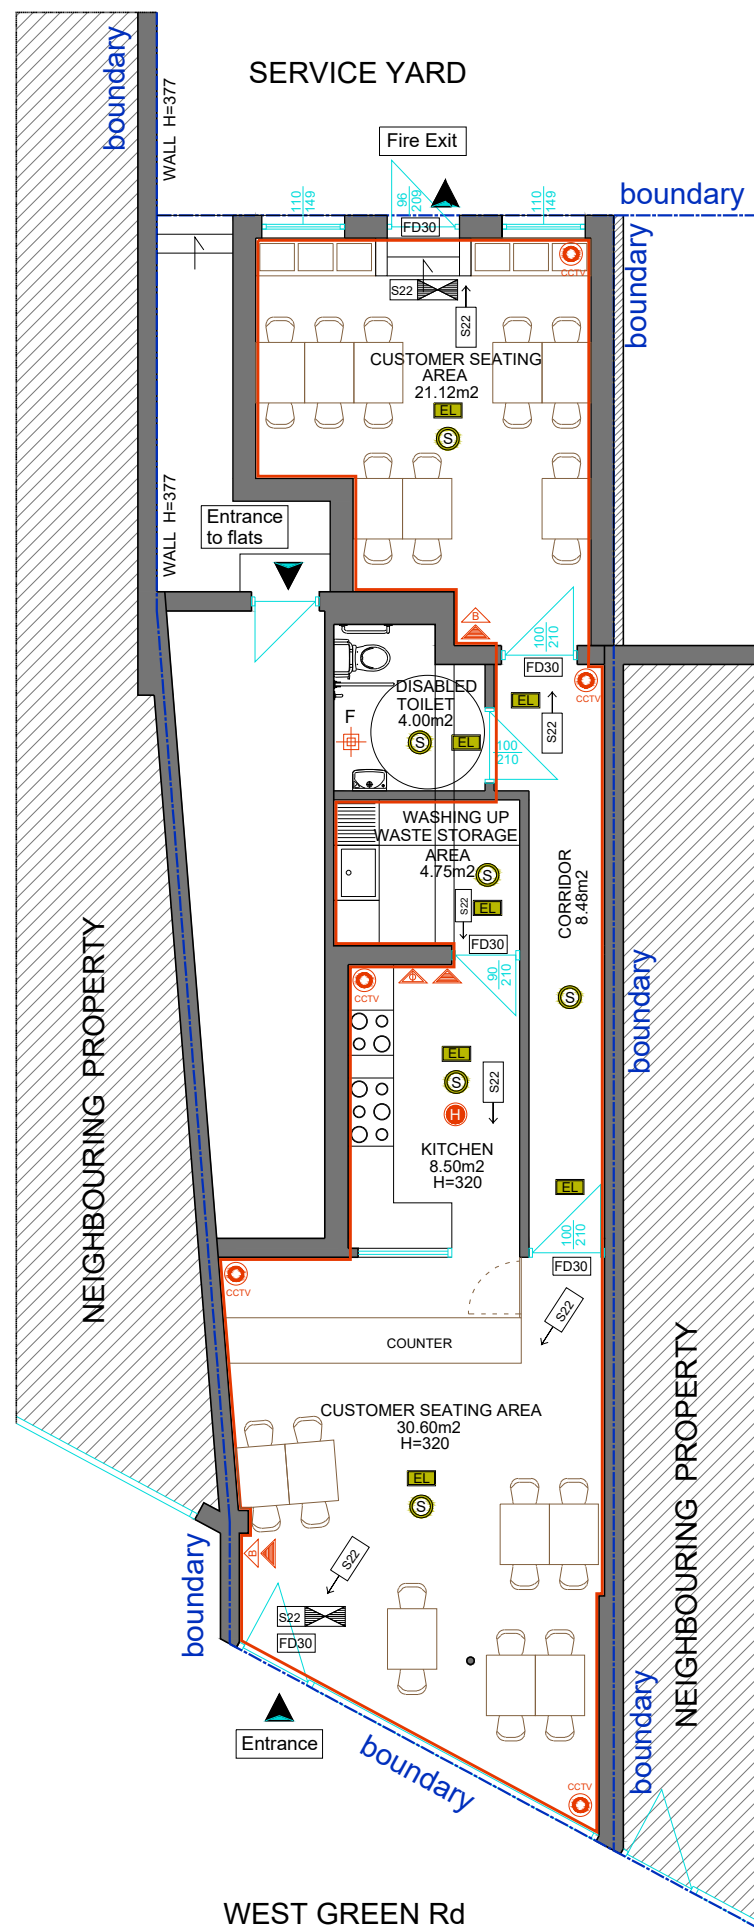 SERVICE YARD
boundary
WALL H=377
Fire Exit
boundary
110
149
96
209
110
149
FD30
boundary
CCTV
S22
S22
CUSTOMER SEATING
AREA
21.12m2
EL
S
WALL H=377
Entrance
to flats
B
100
210
FD30
CCTV
EL
S22
DISABLED
TOILET
4.00m2
F
S
EL
100
210
WASHING UP
WASTE STORAGE
AREA
4.75m2
S
S22
EL
FD30
90
210
CORRIDOR
8.48m2
S
CCTV
EL
S
S22
H
KITCHEN
8.50m2
H=320
EL
100
210
FD30
NEIGHBOURING PROPERTY
boundary
CCTV
S22
COUNTER
CUSTOMER SEATING AREA
30.60m2
H=320
EL
S
NEIGHBOURING PROPERTY
B
S22
boundary
S22
FD30
Entrance
boundary
boundary
CCTV
WEST GREEN Rd